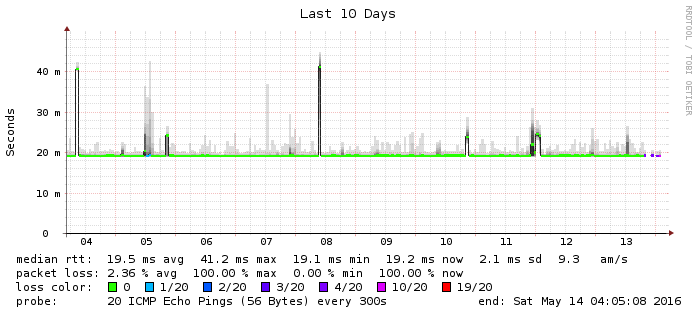 Last 10 Days
RRDTOOL / TOBI OETIKER
Seconds
40 m
30 m
20 m
10 m
0
04 05 06 07 08 09 10 11 12 13
median rtt: 19.5 ms avg 41.2 ms max 19.1 ms min 19.2 ms now 2.1 ms sd 9.3 am/s
packet loss: 2.36 % avg 100.00 % max 0.00 % min 100.00 % now
loss color: 0 1/20 2/20 3/20 4/20 10/20 19/20
probe: 20 ICMP Echo Pings (56 Bytes) every 300s end: Sat May 14 04:05:08 2016